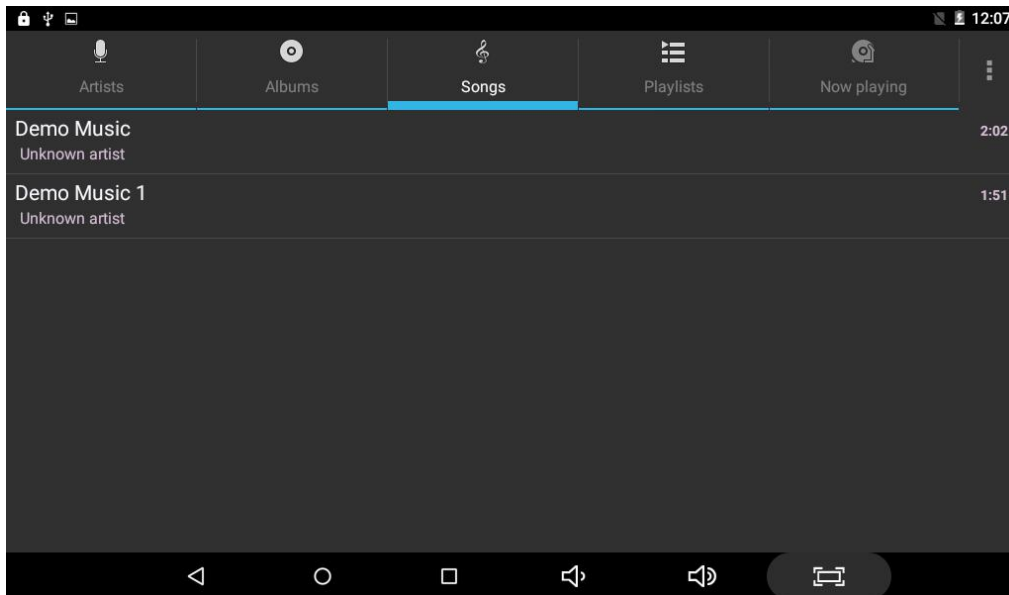 12:07
Artists Albums Songs Playlists Now playing
Demo Music 2:02
Unknown artist
Demo Music 1 1:51
Unknown artist